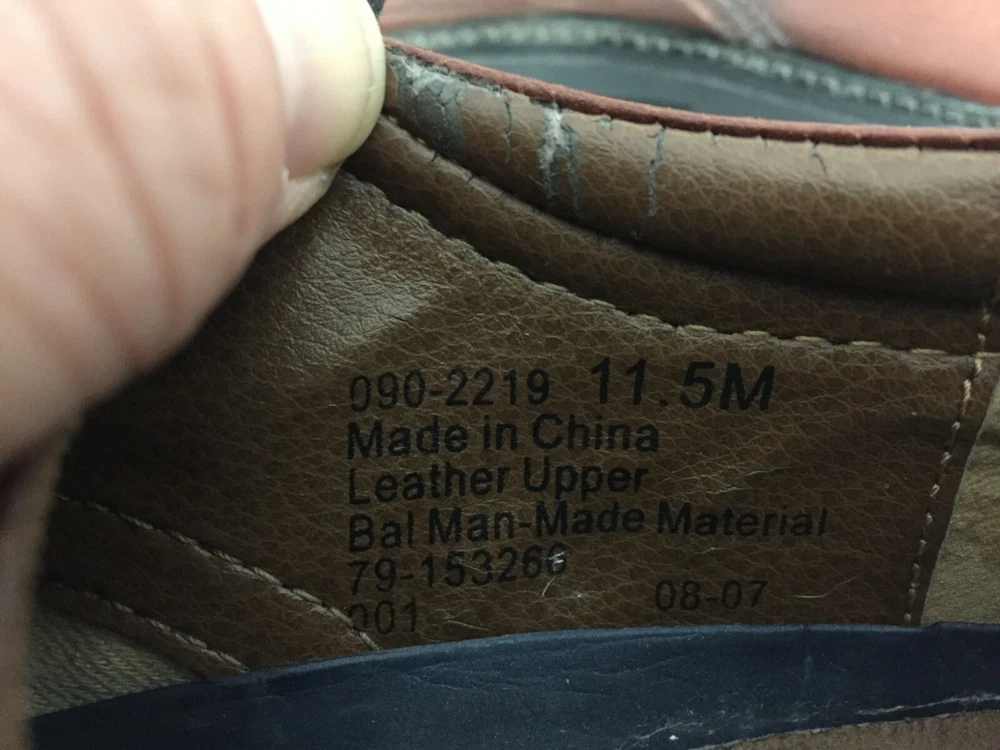 090-2219 11.5M
Made in China
Leather Upper
Bal Man-Made Material
79-153266
001 08-07